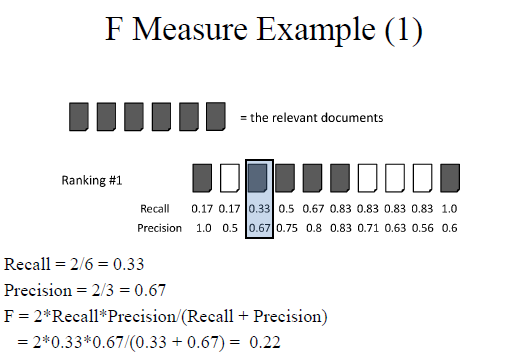 F Measure Example (1)
= the relevant documents
Ranking #1
Recall 0.17 0.17 0.33 0.5 0.67 0.83 0.83 0.83 0.83 1.0
Precision 1.0 0.5 0.67 0.75 0.8 0.83 0.71 0.63 0.56 0.6
Recall = 2/6 = 0.33
Precision = 2/3 = 0.67
F = 2*Recall*Precision/(Recall + Precision)
= 2*0.33*0.67/(0.33 + 0.67) = 0.22